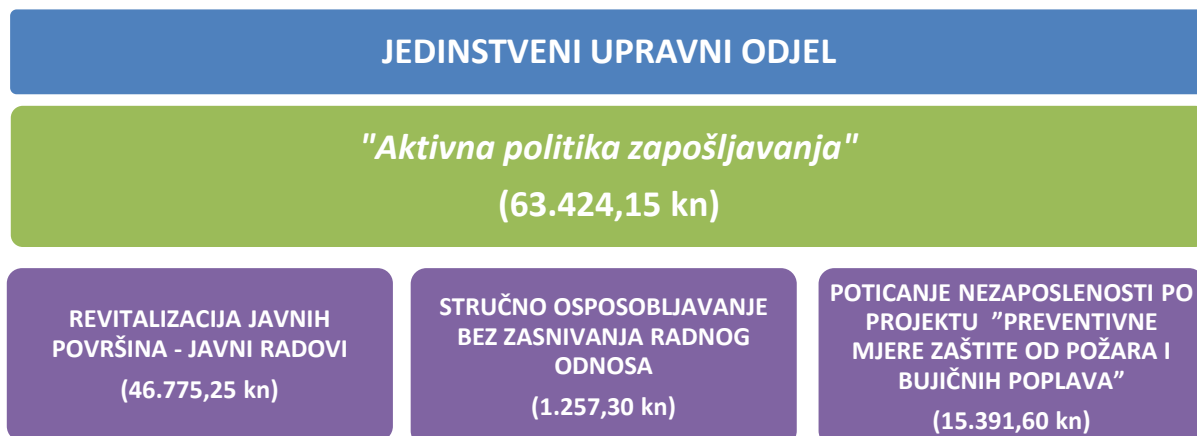 JEDINSTVENI UPRAVNI ODJEL
"Aktivna politika zapošljavanja"
(63.424,15 kn)
REVITALIZACIJA JAVNIH
POVRŠINA - JAVNI RADOVI
(46.775,25 kn)
STRUČNO OSPOSOBLJAVANJE
BEZ ZASNIVANJA RADNOG
ODNOSA
(1.257,30 kn)
POTICANJE NEZAPOSLENOSTI PO
PROJEKTU ”PREVENTIVNE
MJERE ZAŠTITE OD POŽARA I
BUJIČNIH POPLAVA”
(15.391,60 kn)